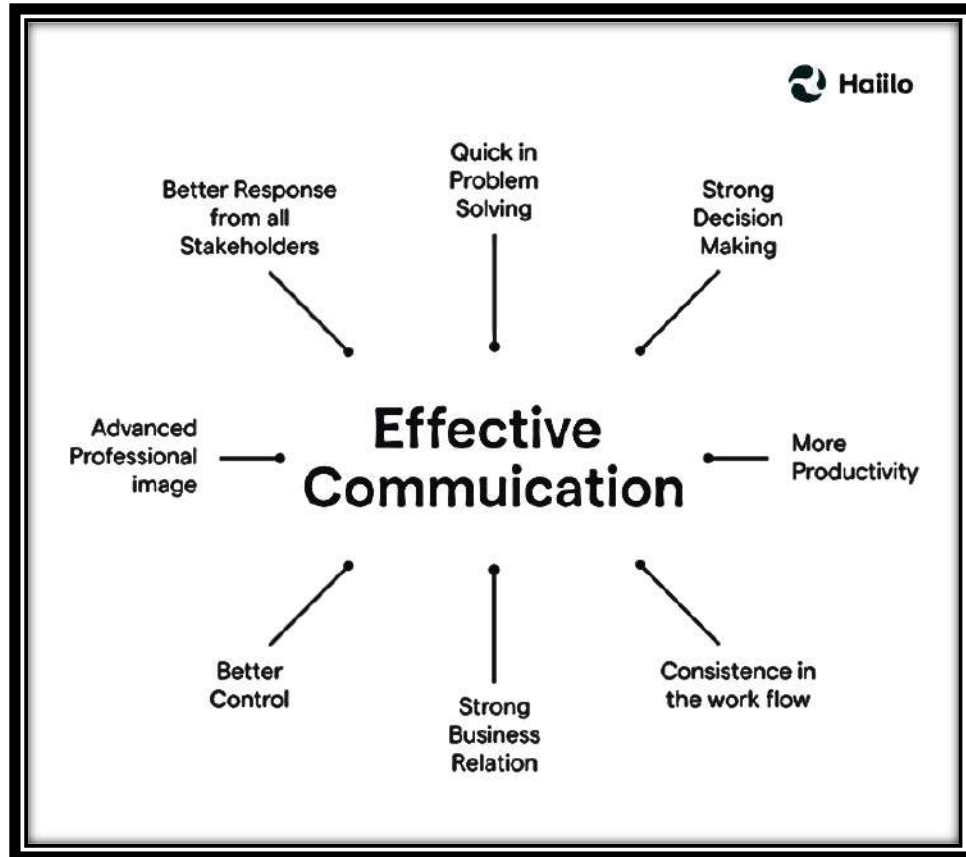 Haiilo
Quick in
Problem
Solving
Better Response
from all
Stakeholders
Strong
Decision
Making
Advanced
Professional
image
Effective
Commuication
More
Productivity
Better
Control
Strong
Business
Relation
Consistence in
the work flow